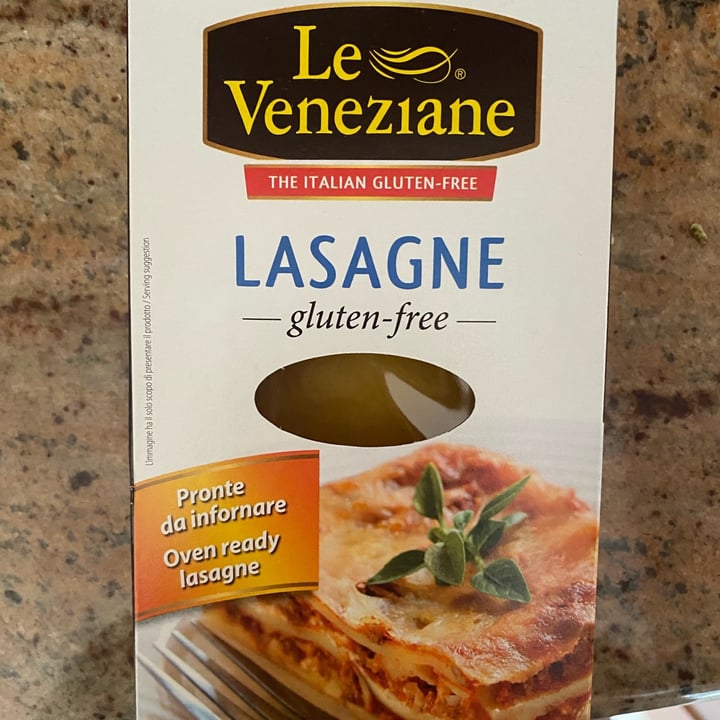 Le
Veneziane ®
THE ITALIAN GLUTEN-FREE
LASAGNE
gluten-free
L'immagine ha il solo scopo di presentare il prodotto / Serving suggestion
Pronte
da infornare
Oven ready
lasagne